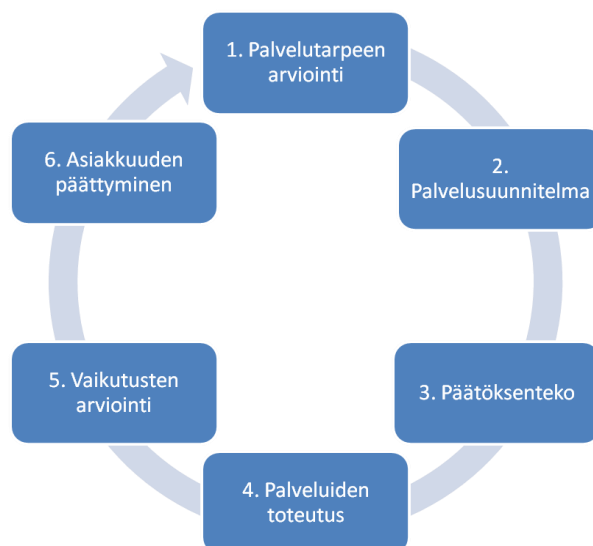 1. Palvelutarpeen
arviointi
2.
Palvelusuunnitelma
3. Päätöksenteko
4. Palveluiden
toteutus
5. Vaikutusten
arviointi
6. Asiakkuuden
päättyminen